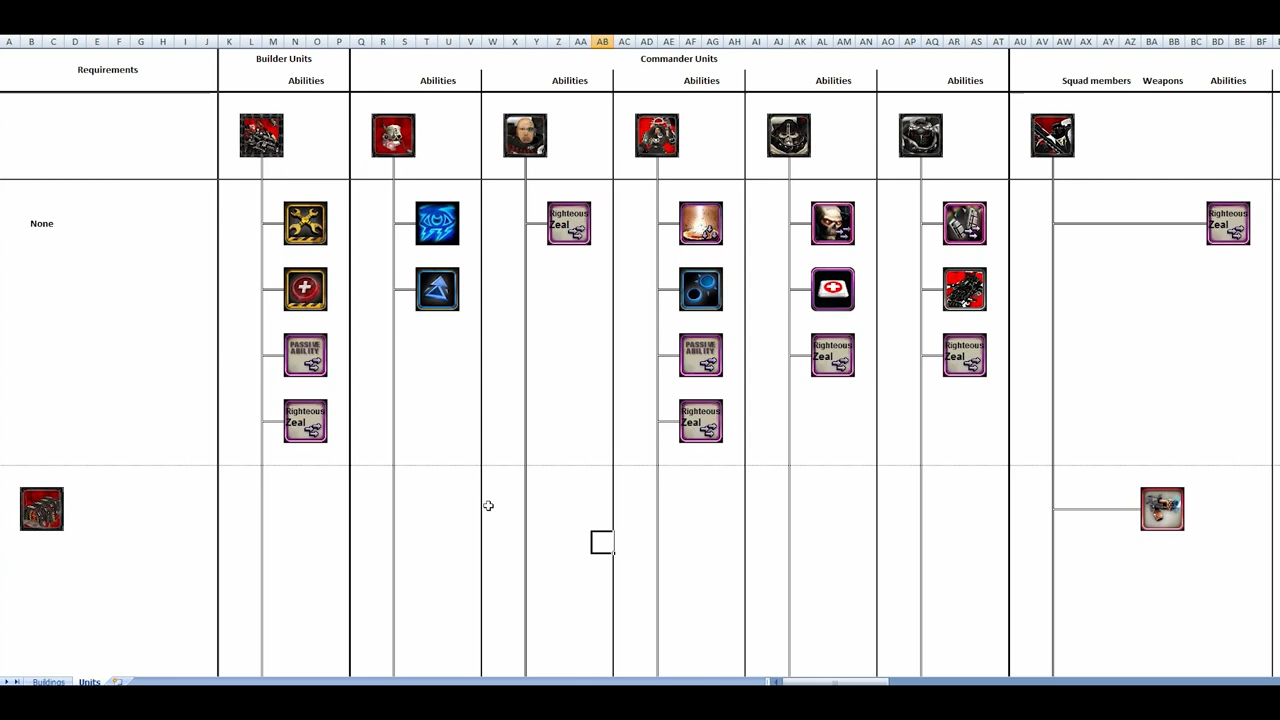 A B C D E F G H I J K L M N O P Q R S T U V W X Y Z AA AB AC AD AE AF AG AH AI AJ AK AL AM AN AO AP AQ AR AS AT AU AV AW AX AY AZ BA BB BC BD BE BF
Builder Units Commander Units
Requirements
Abilities Abilities Abilities Abilities Abilities Abilities Squad members Weapons Abilities
None
Righteous
Zeal
Righteous
Zeal
PASSIVE
ABILITY
PASSIVE
ABILITY
Righteous
Zeal
Righteous
Zeal
Righteous
Zeal
Righteous
Zeal
Buildings Units